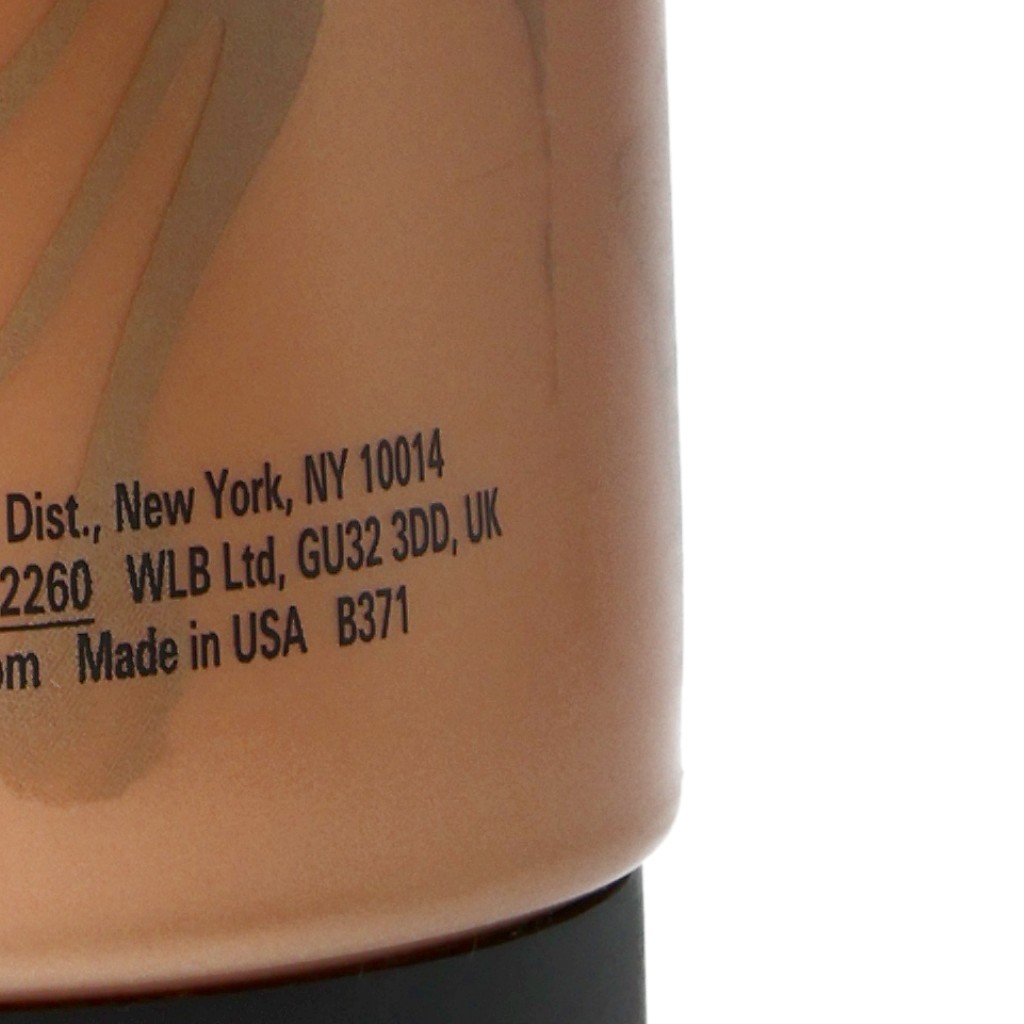 Dist., New York, NY 10014
2260 WLB Ltd, GU32 3DD, UK
om Made in USA B371